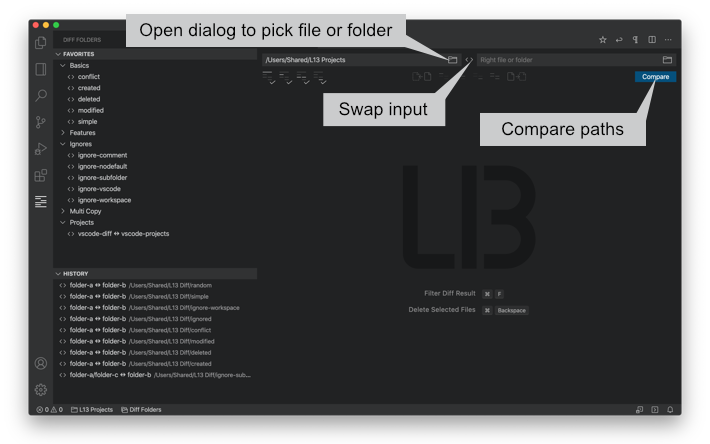 Open dialog to pick file or folder
DIFF FOLDERS
FAVORITES
Basics
conflict
created
deleted
modified
simple
Features
Ignores
ignore-comment
ignore-nodefault
ignore-subfolder
ignore-vscode
ignore-workspace
Multi Copy
Projects
vscode-diff ⇔ vscode-projects
HISTORY
folder-a ⇔ folder-b /Users/Shared/L13 Diff/random
folder-a ⇔ folder-b /Users/Shared/L13 Diff/simple
folder-a ⇔ folder-b /Users/Shared/L13 Diff/ignore-workspace
folder-a ⇔ folder-b /Users/Shared/L13 Diff/ignored
folder-a ⇔ folder-b /Users/Shared/L13 Diff/conflict
folder-a ⇔ folder-b /Users/Shared/L13 Diff/modified
folder-a ⇔ folder-b /Users/Shared/L13 Diff/deleted
folder-a ⇔ folder-b /Users/Shared/L13 Diff/created
folder-a/folder-c ⇔ folder-b /Users/Shared/L13 Diff/ignore-sub...
/Users/Shared/L13 Projects
Right file or folder
Compare
Swap input
Compare paths
L13
Filter Diff Result ⌘ F
Delete Selected Files ⌘ Backspace
0 0 L13 Projects Diff Folders